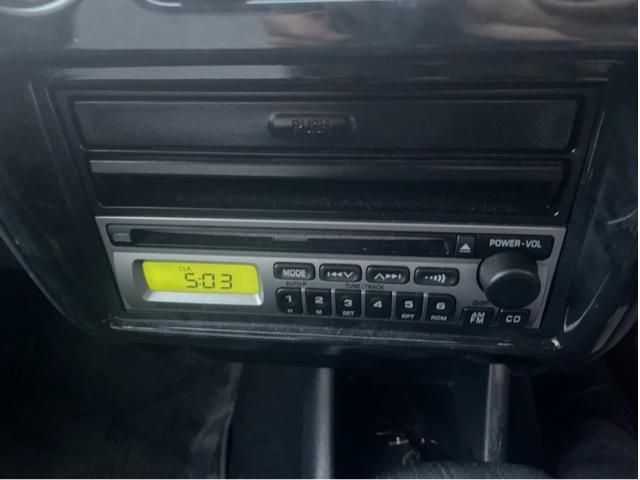 PUSH
POWER-VOL
CLK
5:03
MODE
AUTO.P
TUNE/TRACK
DISP
1 2 3 4 5 6
H M SET RPT RDM
AM
FM
CD